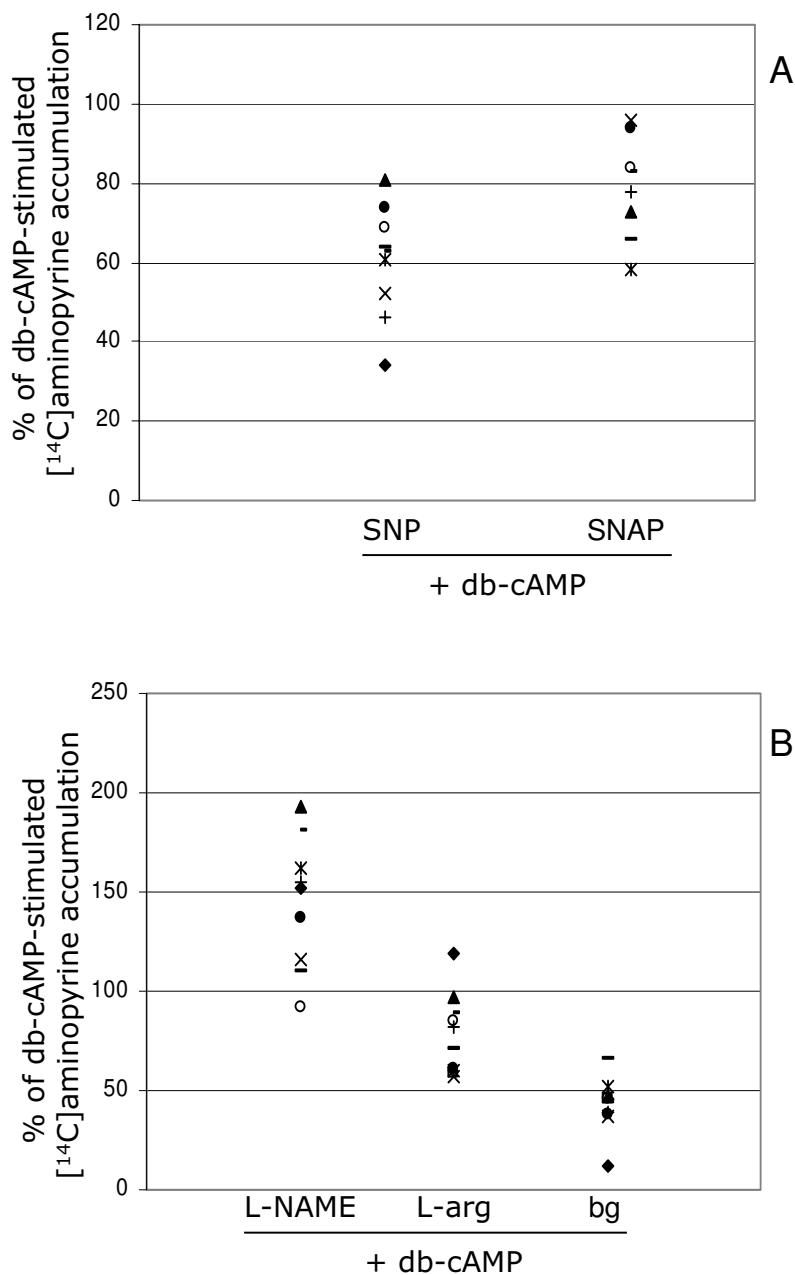 A
% of db-cAMP-stimulated
[¹⁴C]aminopyrine accumulation
120
100
80
60
40
20
0
SNP SNAP
+ db-cAMP
B
% of db-cAMP-stimulated
[¹⁴C]aminopyrine accumulation
250
200
150
100
50
0
L-NAME L-arg bg
+ db-cAMP